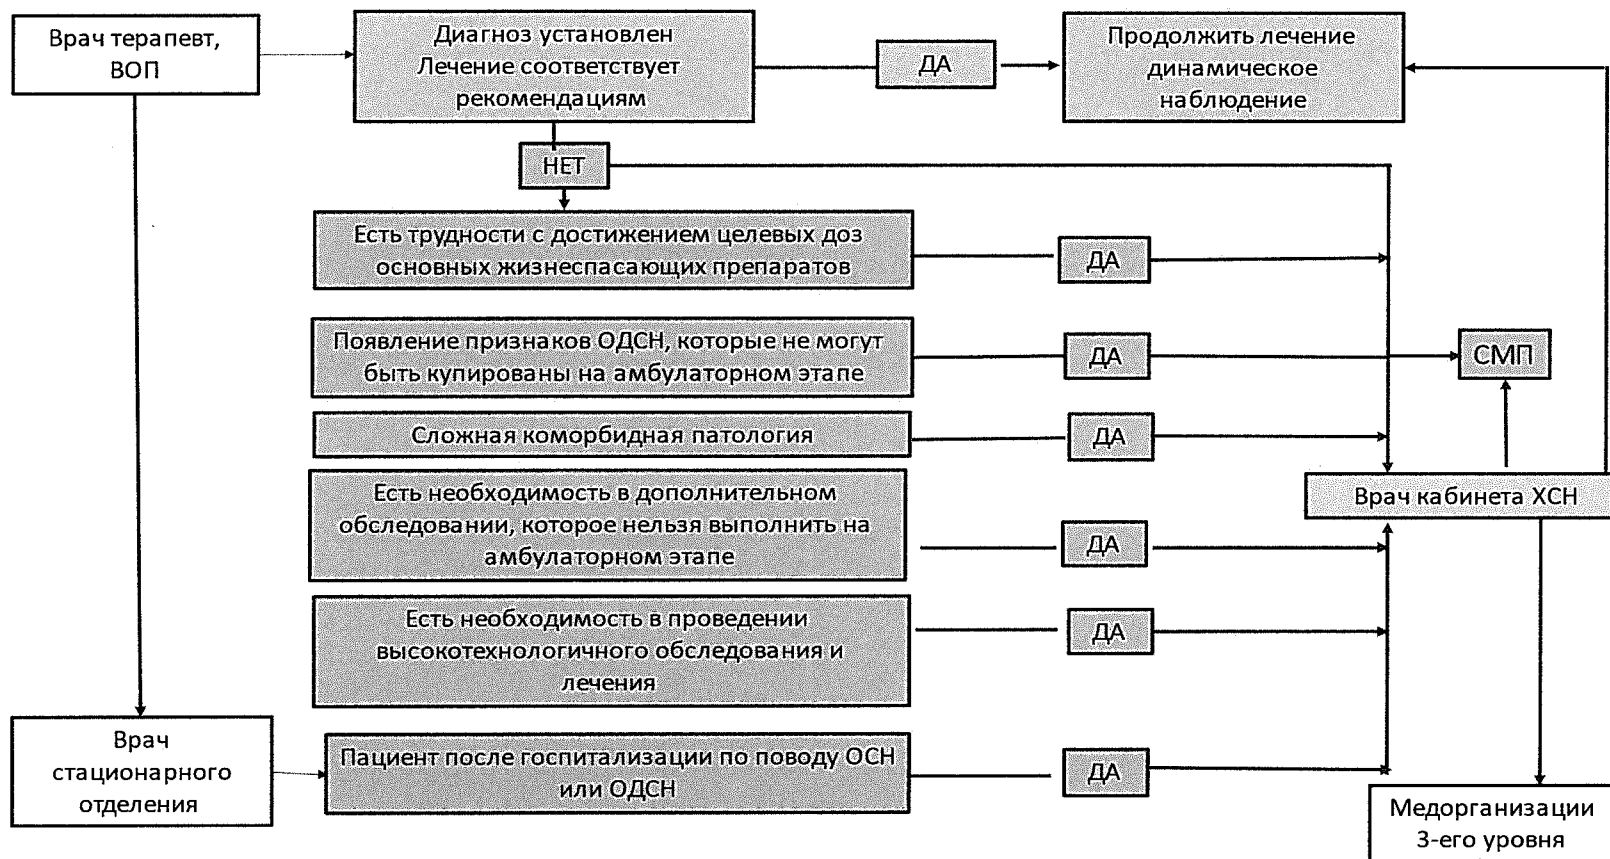 Врач терапевт,
ВОП
Диагноз установлен
Лечение соответствует
рекомендациям
ДА
Продолжить лечение
динамическое
наблюдение
НЕТ
Есть трудности с достижением целевых доз
основных жизнеспасающих препаратов
ДА
Появление признаков ОДСН, которые не могут
быть купированы на амбулаторном этапе
ДА
СМП
Сложная коморбидная патология
ДА
Есть необходимость в дополнительном
обследовании, которое нельзя выполнить на
амбулаторном этапе
ДА
Врач кабинета ХСН
Есть необходимость в проведении
высокотехнологичного обследования и
лечения
ДА
Врач
стационарного
отделения
Пациент после госпитализации по поводу ОСН
или ОДСН
ДА
Медорганизации
3-его уровня